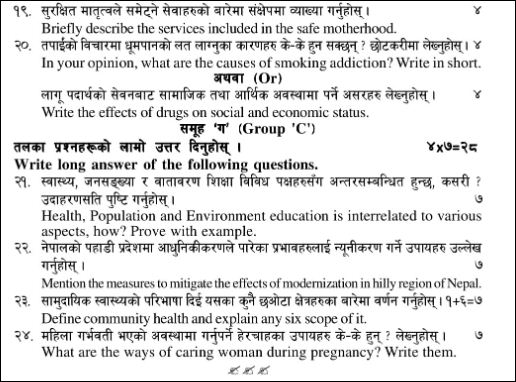 १९. सुरक्षित मातृत्वले समेट्ने सेवाहरुको बारेमा संक्षेपमा व्याख्या गर्नुहोस् । ४
Briefly describe the services included in the safe motherhood.
२०. तपाईंको विचारमा धूमपानको लत लाग्नुका कारणहरु के-के हुन सक्छन् ? छोटकरीमा लेख्नुहोस् । ४
In your opinion, what are the causes of smoking addiction? Write in short.
अथवा (Or)
लागू पदार्थको सेवनबाट सामाजिक तथा आर्थिक अवस्थामा पर्ने असरहरु लेख्नुहोस् । ४
Write the effects of drugs on social and economic status.
समूह 'ग' (Group 'C')
तलका प्रश्नहरूको लामो उत्तर दिनुहोस् । ४x७=२८
Write long answer of the following questions.
२१. स्वास्थ्य, जनसङ्ख्या र वातावरण शिक्षा विविध पक्षहरुसँग अन्तरसम्बन्धित हुन्छ, कसरी ?
उदाहरणसति पुष्टि गर्नुहोस् । ७
Health, Population and Environment education is interrelated to various
aspects, how? Prove with example.
२२. नेपालको पहाडी प्रदेशमा आधुनिकीकरणले पारेका प्रभावहरुलाई न्यूनीकरण गर्ने उपायहरु उल्लेख
गर्नुहोस् । ७
Mention the measures to mitigate the effects of modernization in hilly region of Nepal.
२३. सामुदायिक स्वास्थ्यको परिभाषा दिई यसका कुनै छओटा क्षेत्रहरुका बारेमा वर्णन गर्नुहोस् । १+६=७
Define community health and explain any six scope of it.
२४. महिला गर्भवती भएको अवस्थामा गर्नुपर्ने हेरचाहका उपायहरु के-के हुन् ? लेख्नुहोस् । ७
What are the ways of caring woman during pregnancy? Write them.